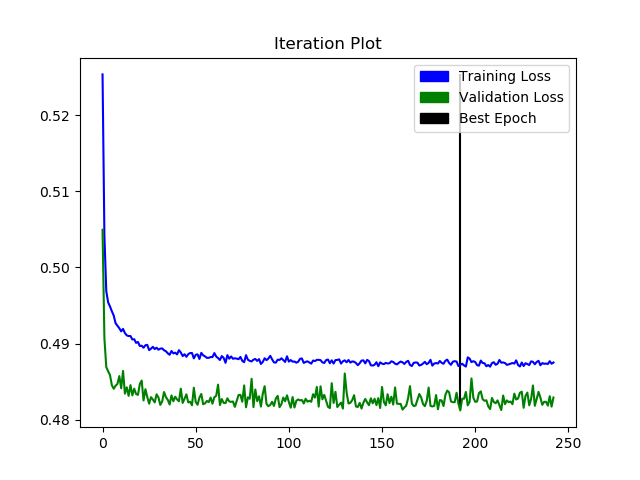 Iteration Plot
Training Loss
Validation Loss
Best Epoch
0.52
0.51
0.50
0.49
0.48
0 50 100 150 200 250